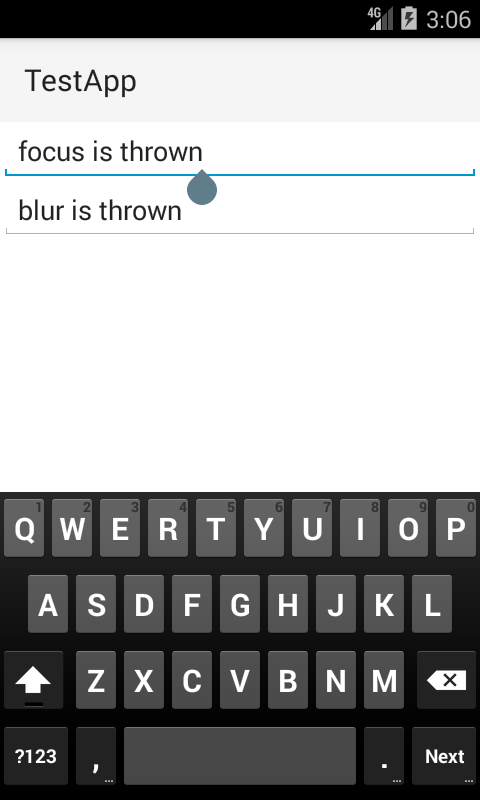 4G 3:06
TestApp
focus is thrown
blur is thrown
1 2 3 4 5 6 7 8 9 0
Q W E R T Y U I O P
A S D F G H J K L
Z X C V B N M
?123 , . Next